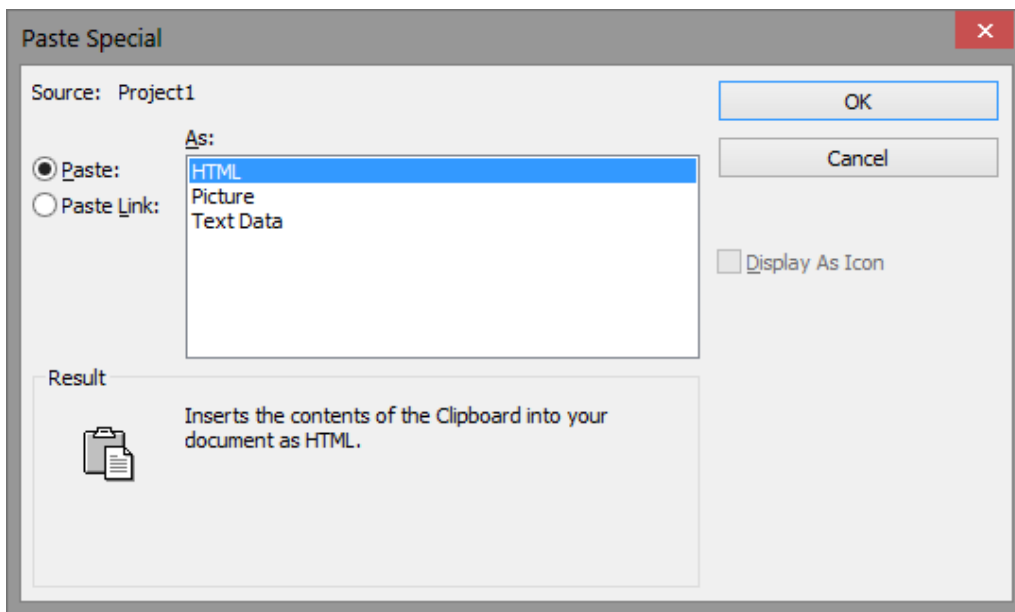 Paste Special
Source: Project1
As:
Paste:
Paste Link:
HTML
Picture
Text Data
OK
Cancel
Display As Icon
Result
Inserts the contents of the Clipboard into your
document as HTML.